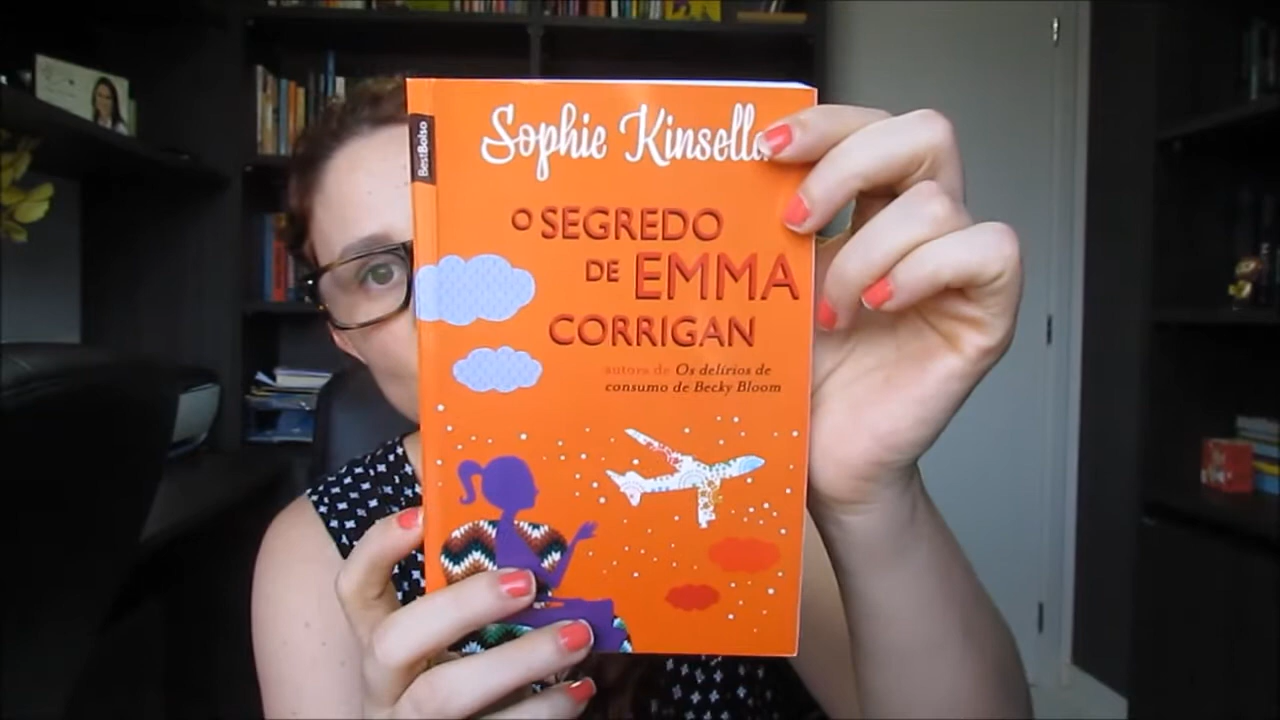 Sophie Kinsella
BestBolso
O SEGREDO
DE EMMA
CORRIGAN
autora de Os delírios de
consumo de Becky Bloom